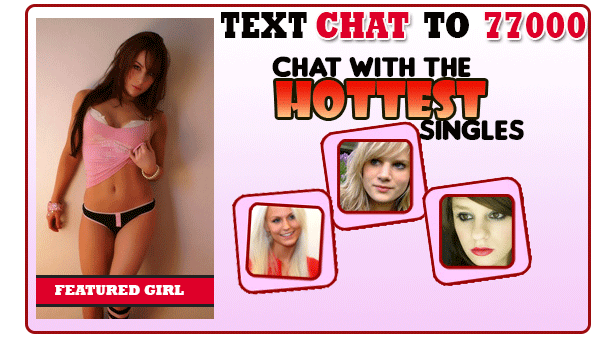 TEXT CHAT TO 77000
CHAT WITH THE
HOTTEST
SINGLES
FEATURED GIRL